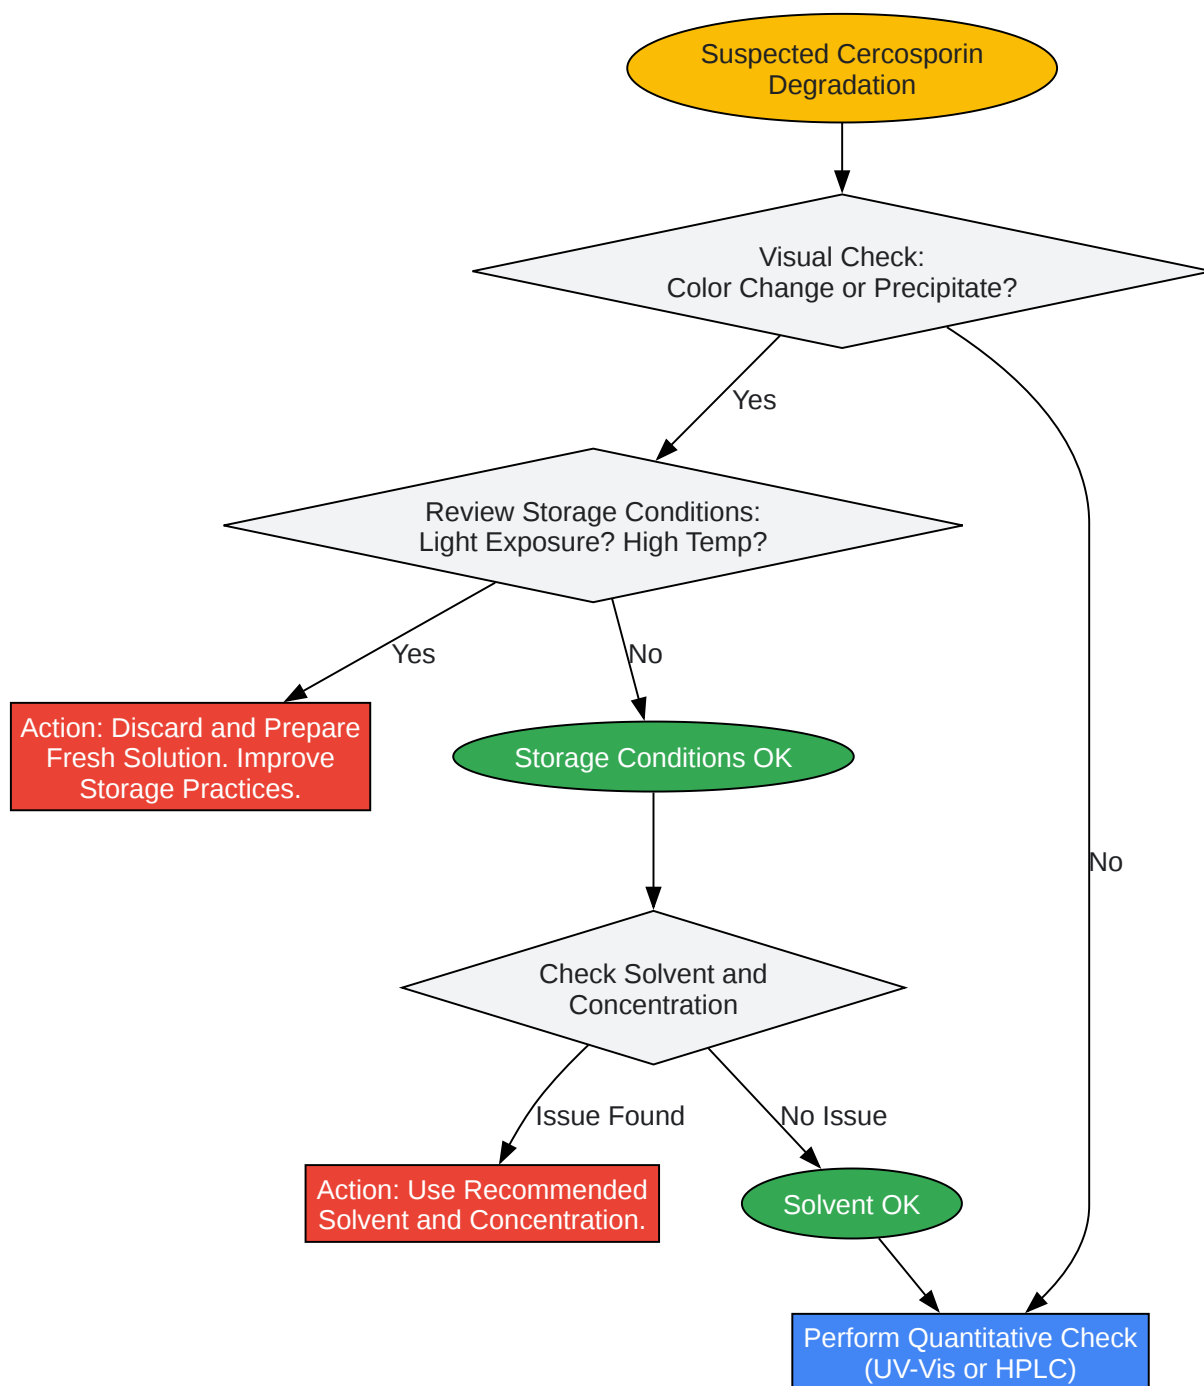 Suspected Cercosporin
Degradation
Visual Check:
Color Change or Precipitate?
Yes
Review Storage Conditions:
Light Exposure? High Temp?
Yes
No
Action: Discard and Prepare
Fresh Solution. Improve
Storage Practices.
Storage Conditions OK
No
Check Solvent and
Concentration
Issue Found
No Issue
Action: Use Recommended
Solvent and Concentration.
Solvent OK
Perform Quantitative Check
(UV-Vis or HPLC)